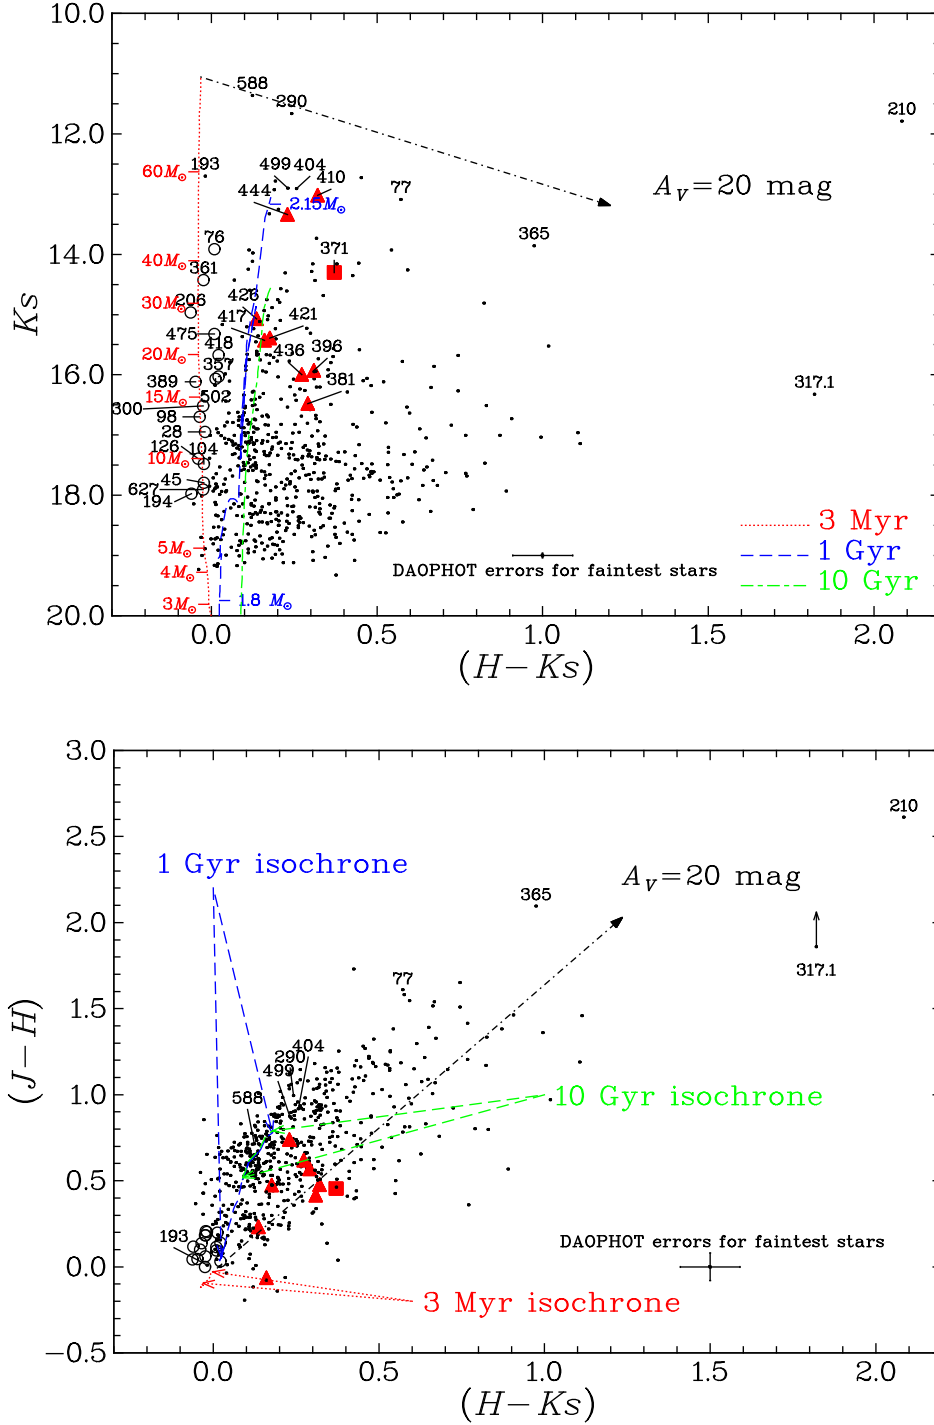 10.0
588
290
12.0
210
193
499 404
60M⊙
410
77
A_V=20 mag
444
2.15M⊙
76
371
365
14.0
40M⊙
361
Ks
426
30M⊙
206
417
421
475
418
436
396
20M⊙
357
381
16.0
389
317.1
15M⊙
502
300
98
28
126
104
10M⊙
45
627
18.0
194
3 Myr
5M⊙
1 Gyr
DAOPHOT errors for faintest stars
4M⊙
10 Gyr
3M⊙
1.8 M⊙
20.0
0.0 0.5 1.0 1.5 2.0
(H−Ks)
3.0
210
2.5
1 Gyr isochrone
A_V=20 mag
365
2.0
77
317.1
1.5
(J−H)
404
290
499
588
1.0
10 Gyr isochrone
0.5
193
DAOPHOT errors for faintest stars
0.0
3 Myr isochrone
−0.5
0.0 0.5 1.0 1.5 2.0
(H−Ks)